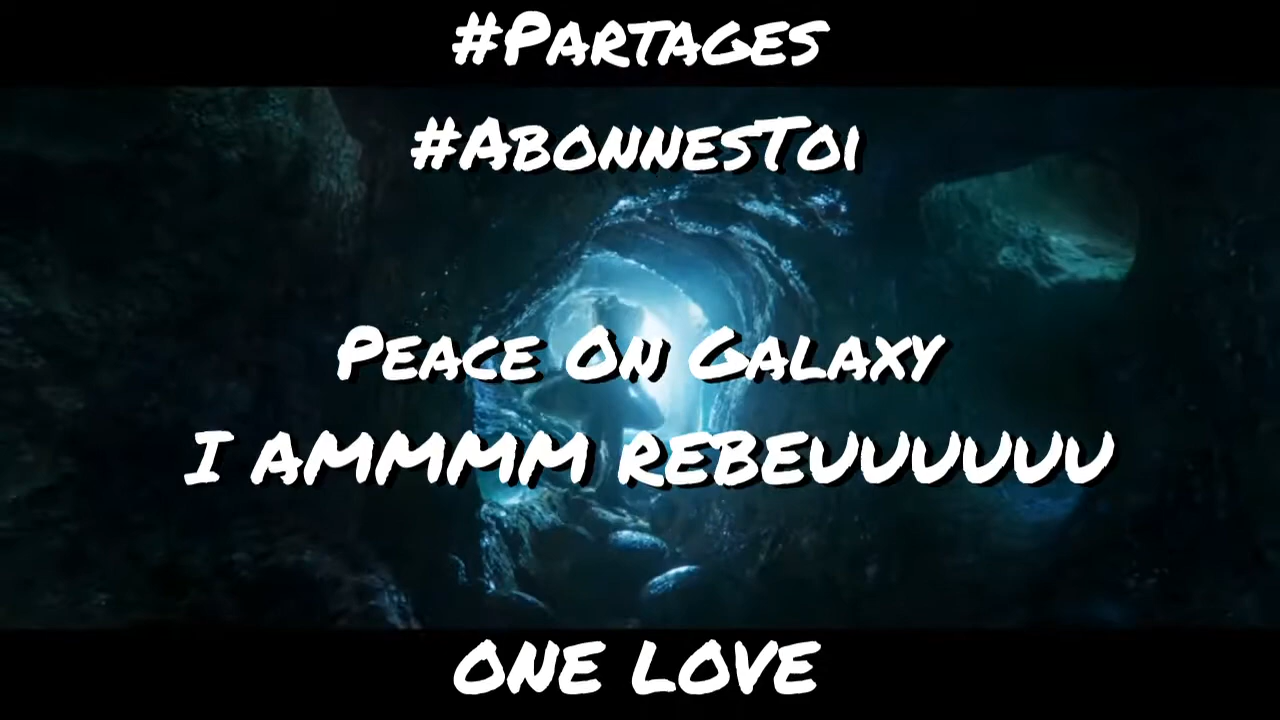 #Partages
#AbonnesToi
Peace On Galaxy
I AMMMM REBEUUUUUU
ONE LOVE